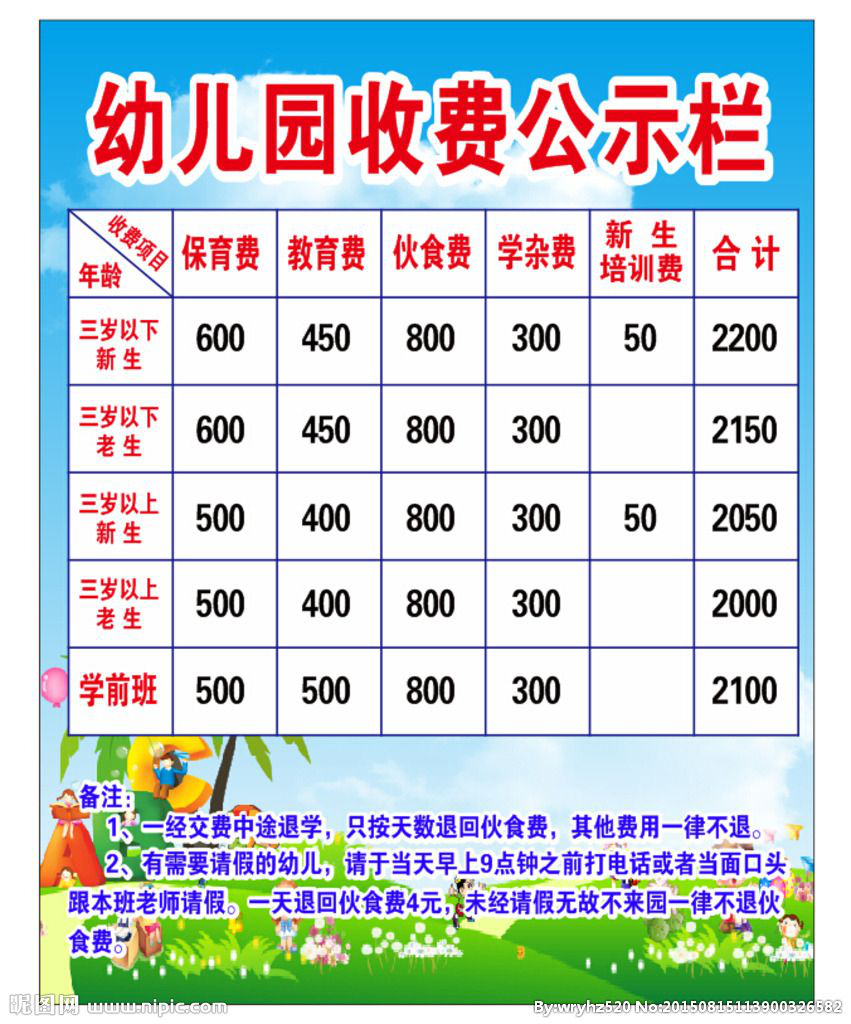 幼儿园收费公示栏
收费项目 年龄 保育费 教育费 伙食费 学杂费 新生培训费 合计
三岁以下新生 600 450 800 300 50 2200
三岁以下老生 600 450 800 300 2150
三岁以上新生 500 400 800 300 50 2050
三岁以上老生 500 400 800 300 2000
学前班 500 500 800 300 2100
备注：
1、一经交费中途退学，只按天数退回伙食费，其他费用一律不退。
2、有需要请假的幼儿，请于当天早上9点钟之前打电话或者当面口头
跟本班老师请假。一天退回伙食费4元，未经请假无故不来园一律不退伙
食费。
昵图网 www.nipic.com By:wryhz520 No:20150815113900326582